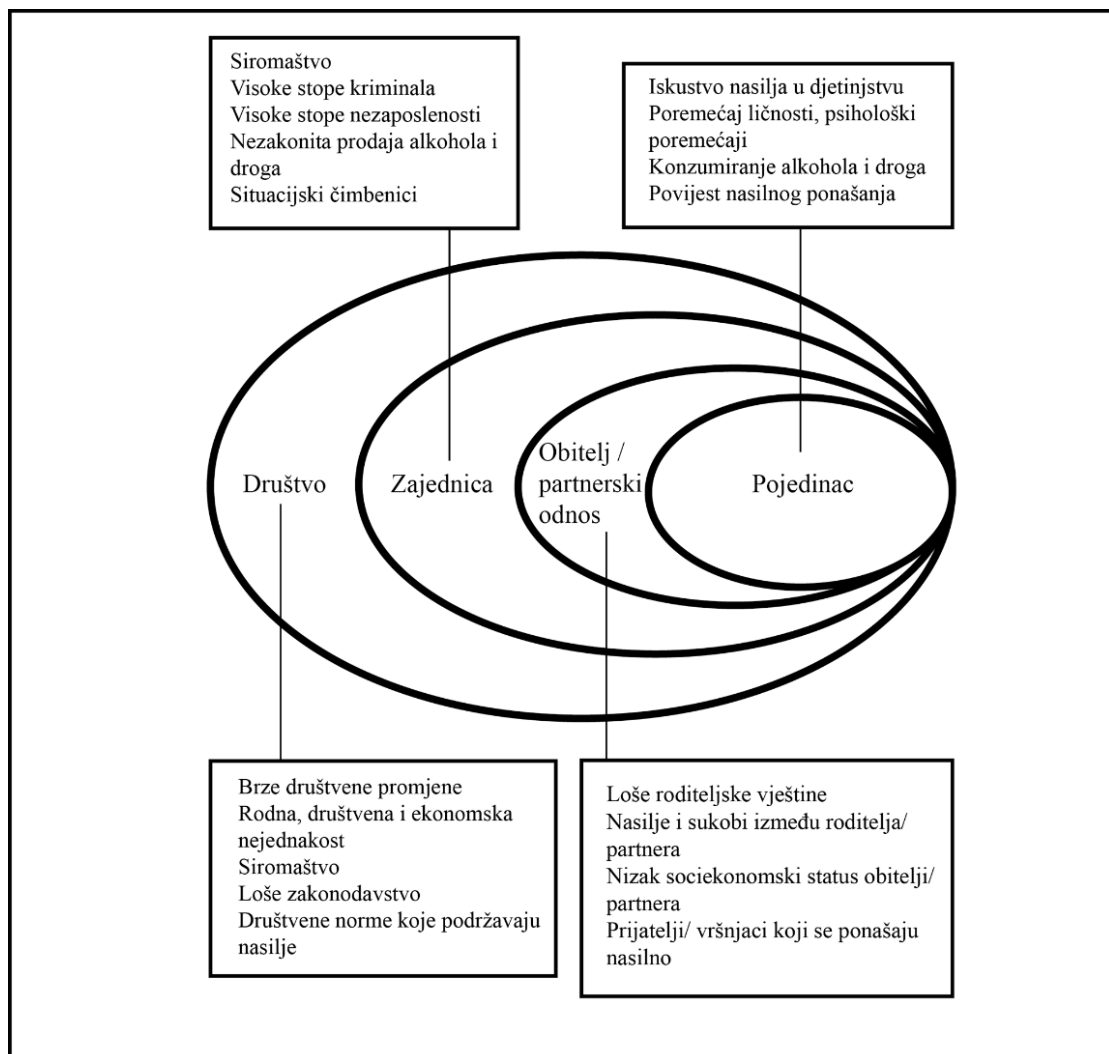 Siromaštvo
Visoke stope kriminala
Visoke stope nezaposlenosti
Nezakonita prodaja alkohola i
droga
Situacijski čimbenici
Iskustvo nasilja u djetinjstvu
Poremećaj ličnosti, psihološki
poremećaji
Konzumiranje alkohola i droga
Povijest nasilnog ponašanja
Društvo
Zajednica
Obitelj /
partnerski
odnos
Pojedinac
Brze društvene promjene
Rodna, društvena i ekonomska
nejednakost
Siromaštvo
Loše zakonodavstvo
Društvene norme koje podržavaju
nasilje
Loše roditeljske vještine
Nasilje i sukobi između roditelja/
partnera
Nizak sociekonomski status obitelji/
partnera
Prijatelji/ vršnjaci koji se ponašaju
nasilno